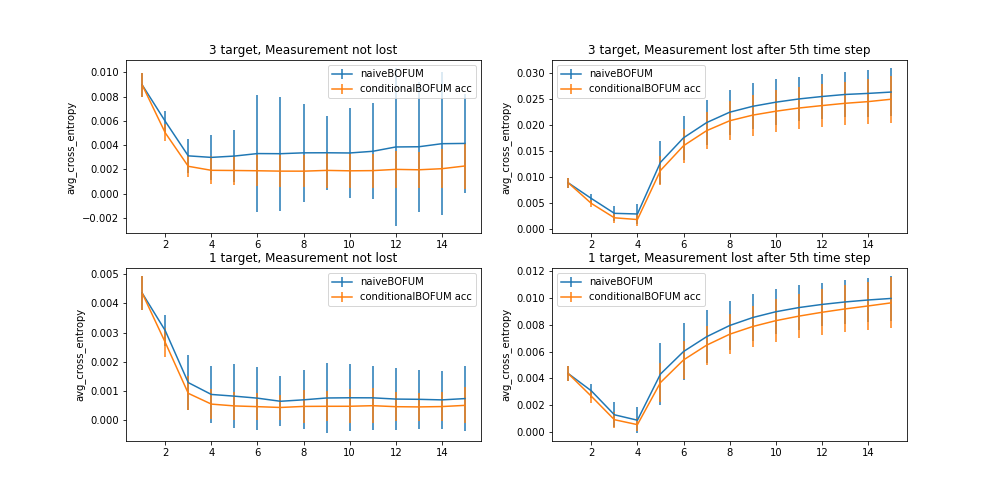 3 target, Measurement not lost
naiveBOFUM
conditionalBOFUM acc
avg_cross_entropy
0.010
0.008
0.006
0.004
0.002
0.000
−0.002
2 4 6 8 10 12 14
3 target, Measurement lost after 5th time step
naiveBOFUM
conditionalBOFUM acc
avg_cross_entropy
0.030
0.025
0.020
0.015
0.010
0.005
0.000
2 4 6 8 10 12 14
1 target, Measurement not lost
naiveBOFUM
conditionalBOFUM acc
avg_cross_entropy
0.005
0.004
0.003
0.002
0.001
0.000
2 4 6 8 10 12 14
1 target, Measurement lost after 5th time step
naiveBOFUM
conditionalBOFUM acc
avg_cross_entropy
0.012
0.010
0.008
0.006
0.004
0.002
0.000
2 4 6 8 10 12 14